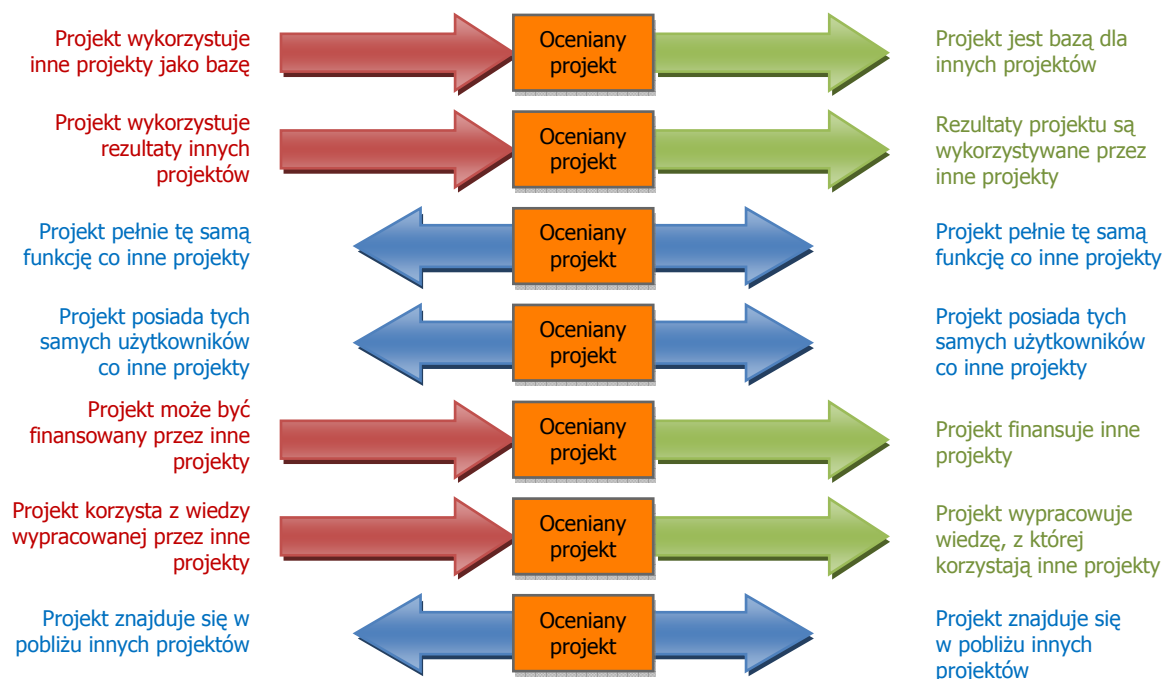 Projekt wykorzystuje
inne projekty jako bazę
Oceniany
projekt
Projekt jest bazą dla
innych projektów
Projekt wykorzystuje
rezultaty innych
projektów
Oceniany
projekt
Rezultaty projektu są
wykorzystywane przez
inne projekty
Projekt pełnie tę samą
funkcję co inne projekty
Oceniany
projekt
Projekt pełnie tę samą
funkcję co inne projekty
Projekt posiada tych
samych użytkowników
co inne projekty
Oceniany
projekt
Projekt posiada tych
samych użytkowników
co inne projekty
Projekt może być
finansowany przez inne
projekty
Oceniany
projekt
Projekt finansuje inne
projekty
Projekt korzysta z wiedzy
wypracowanej przez inne
projekty
Oceniany
projekt
Projekt wypracowuje
wiedzę, z której
korzystają inne projekty
Projekt znajduje się w
pobliżu innych projektów
Oceniany
projekt
Projekt znajduje się
w pobliżu innych
projektów